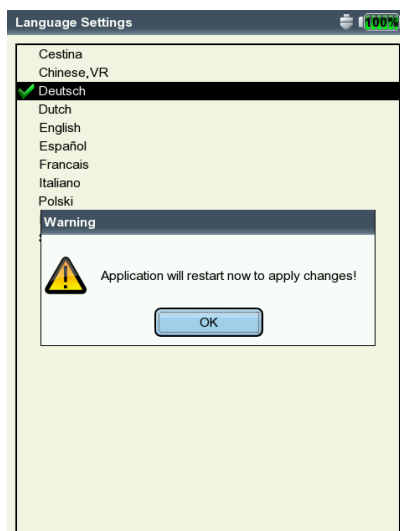 Language Settings
100%
Cestina
Chinese,VR
Deutsch
Dutch
English
Español
Francais
Italiano
Polski
Warning
Application will restart now to apply changes!
OK